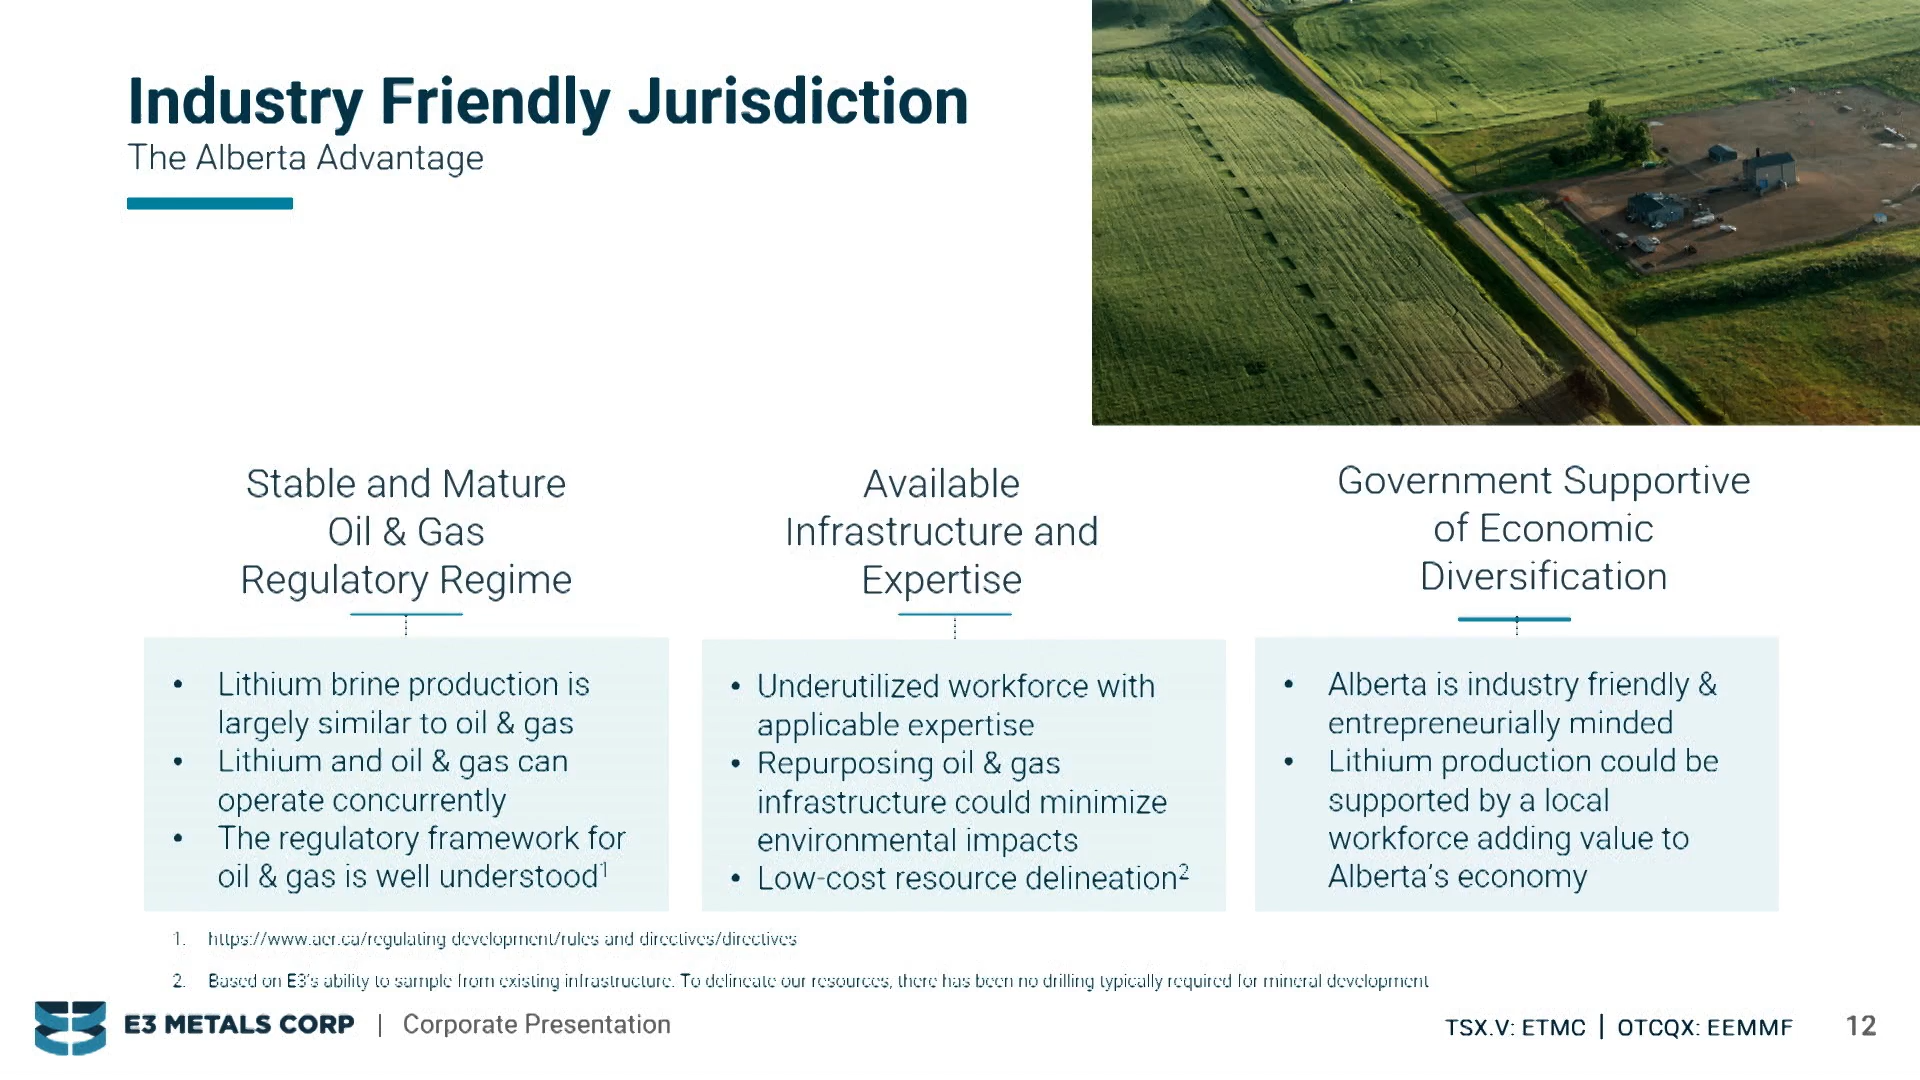 Industry Friendly Jurisdiction
The Alberta Advantage
Stable and Mature
Oil & Gas
Regulatory Regime
• Lithium brine production is
largely similar to oil & gas
• Lithium and oil & gas can
operate concurrently
• The regulatory framework for
oil & gas is well understood¹
Available
Infrastructure and
Expertise
• Underutilized workforce with
applicable expertise
• Repurposing oil & gas
infrastructure could minimize
environmental impacts
• Low-cost resource delineation²
Government Supportive
of Economic
Diversification
• Alberta is industry friendly &
entrepreneurially minded
• Lithium production could be
supported by a local
workforce adding value to
Alberta's economy
1. https://www.aer.ca/regulating development/rules and directives/directives
2. Based on E3's ability to sample from existing infrastructure. To delineate our resources, there has been no drilling typically required for mineral development
E3 METALS CORP | Corporate Presentation
TSX.V: ETMC | OTCQX: EEMMF 12